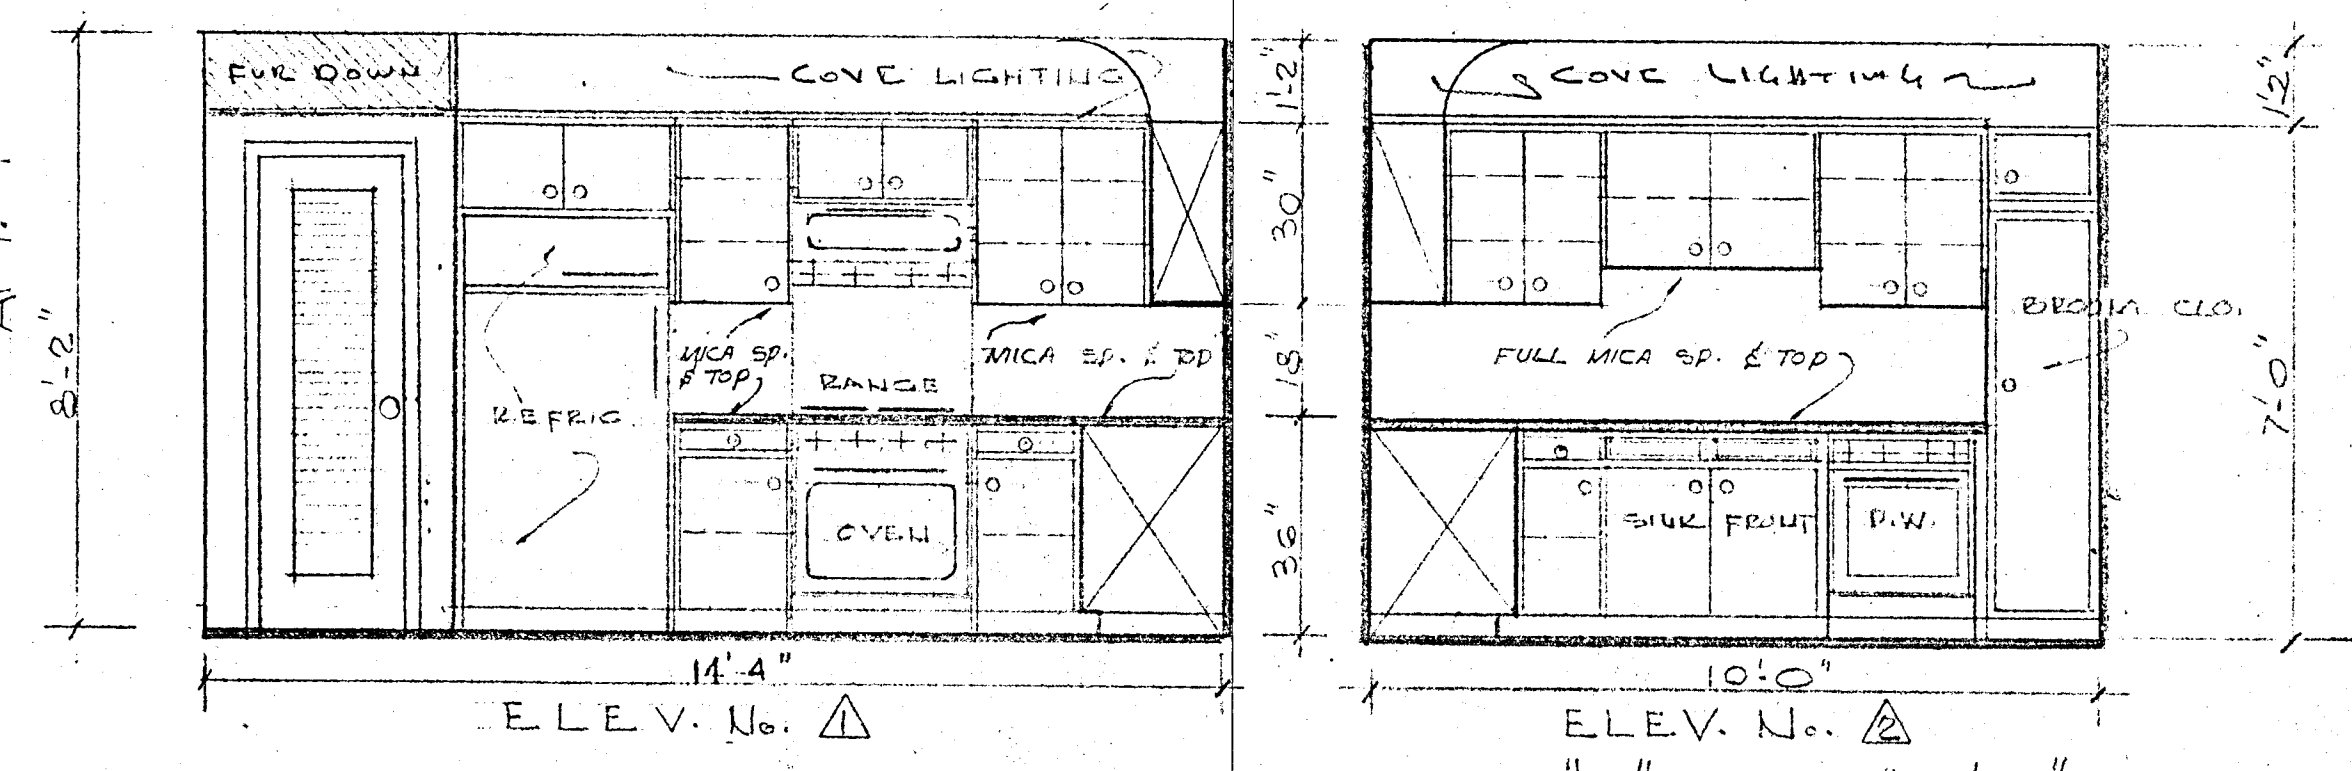 FUR DOWN
COVE LIGHTING
8'-2"
REFRIG.
MICA SP.
& TOP
RANGE
OVEN
MICA SP. & TOP
14'-4"
ELEV. No. 1
1'-2"
30"
18"
36"
COVE LIGHTING
FULL MICA SP. & TOP
BROOM CLO.
SINK FRONT
D.W.
1'2"
7'-0"
10'-0"
ELEV. No. 2